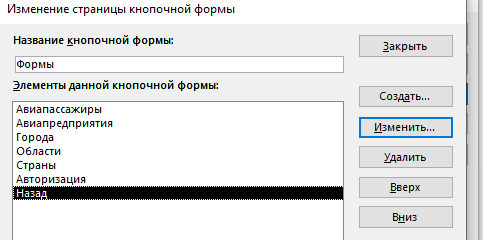 Изменение страницы кнопочной формы
Название кнопочной формы:
Закрыть
Формы
Элементы данной кнопочной формы:
Создать...
Авиапассажиры
Авиапредприятия
Города
Области
Страны
Авторизация
Назад
Изменить...
Удалить
Вверх
Вниз